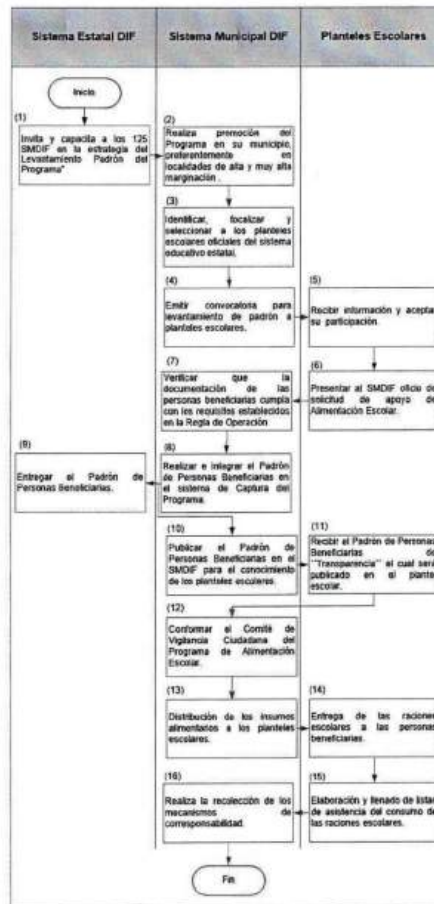 Sistema Estatal DIF
Sistema Municipal DIF
Planteles Escolares
Inicio
(1)
Invita y capacita a los 125
SMDIF en la estrategia del
Levantamiento Padrón del
Programa"
(2)
Realiza promoción del
Programa en su municipio,
preferentemente en
localidades de alta y muy alta
marginación .
(3)
Identificar, focalizar y
seleccionar a los planteles
escolares oficiales del sistema
educativo estatal.
(4)
Emitir convocatoria para
levantamiento de padrón a
planteles escolares.
(5)
Recibir información y acepta
su participación.
(6)
Presentar al SMDIF oficio de
solicitud de apoyo de
Alimentación Escolar.
(7)
Verificar que la
documentación de las
personas beneficiarias cumpla
con los requisitos establecidos
en la Regla de Operación
(8)
Realizar e integrar el Padrón
de Personas Beneficiarias en
el sistema de Captura del
Programa.
(9)
Entregar el Padrón de
Personas Beneficiarias.
(10)
Publicar el Padrón de
Personas Beneficiarias en el
SMDIF para el conocimiento
de los planteles escolares.
(11)
Recibir el Padrón de Personas
Beneficiarias de
"Transparencia" el cual será
publicado en el plantel
escolar.
(12)
Conformar el Comité de
Vigilancia Ciudadana del
Programa de Alimentación
Escolar.
(13)
Distribución de los insumos
alimentarios a los planteles
escolares.
(14)
Entrega de las raciones
escolares a las personas
beneficiarias.
(15)
Elaboración y llenado de listas
de asistencia del consumo de
las raciones escolares.
(16)
Realiza la recolección de los
mecanismos de
corresponsabilidad.
Fin